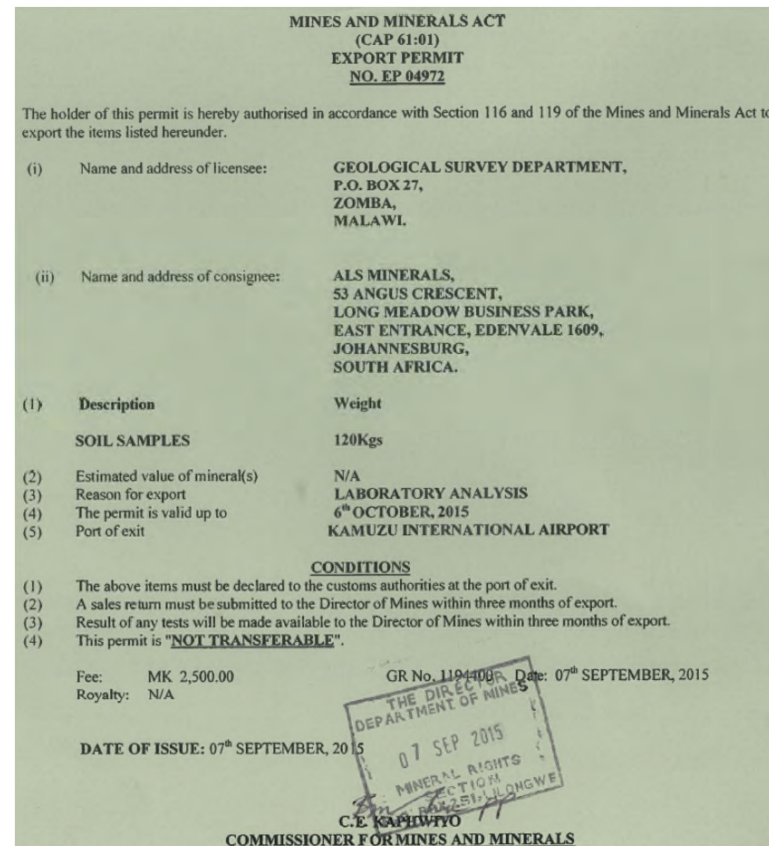 MINES AND MINERALS ACT
(CAP 61:01)
EXPORT PERMIT
NO. EP 04972
The holder of this permit is hereby authorised in accordance with Section 116 and 119 of the Mines and Minerals Act to
export the items listed hereunder.
(i) Name and address of licensee: GEOLOGICAL SURVEY DEPARTMENT,
P.O. BOX 27,
ZOMBA,
MALAWI.
(ii) Name and address of consignee: ALS MINERALS,
53 ANGUS CRESCENT,
LONG MEADOW BUSINESS PARK,
EAST ENTRANCE, EDENVALE 1609,
JOHANNESBURG,
SOUTH AFRICA.
(1) Description Weight
SOIL SAMPLES 120Kgs
(2) Estimated value of mineral(s) N/A
(3) Reason for export LABORATORY ANALYSIS
(4) The permit is valid up to 6th OCTOBER, 2015
(5) Port of exit KAMUZU INTERNATIONAL AIRPORT
CONDITIONS
(1) The above items must be declared to the customs authorities at the port of exit.
(2) A sales return must be submitted to the Director of Mines within three months of export.
(3) Result of any tests will be made available to the Director of Mines within three months of export.
(4) This permit is "NOT TRANSFERABLE".
Fee: MK 2,500.00 GR No. 1194400 Date: 07th SEPTEMBER, 2015
Royalty: N/A
THE DIRECTOR
DEPARTMENT OF MINES
07 SEP 2015
MINERAL RIGHTS
SECTION
251, LILONGWE
DATE OF ISSUE: 07th SEPTEMBER, 2015
C.E. KAPHWIYO
COMMISSIONER FOR MINES AND MINERALS